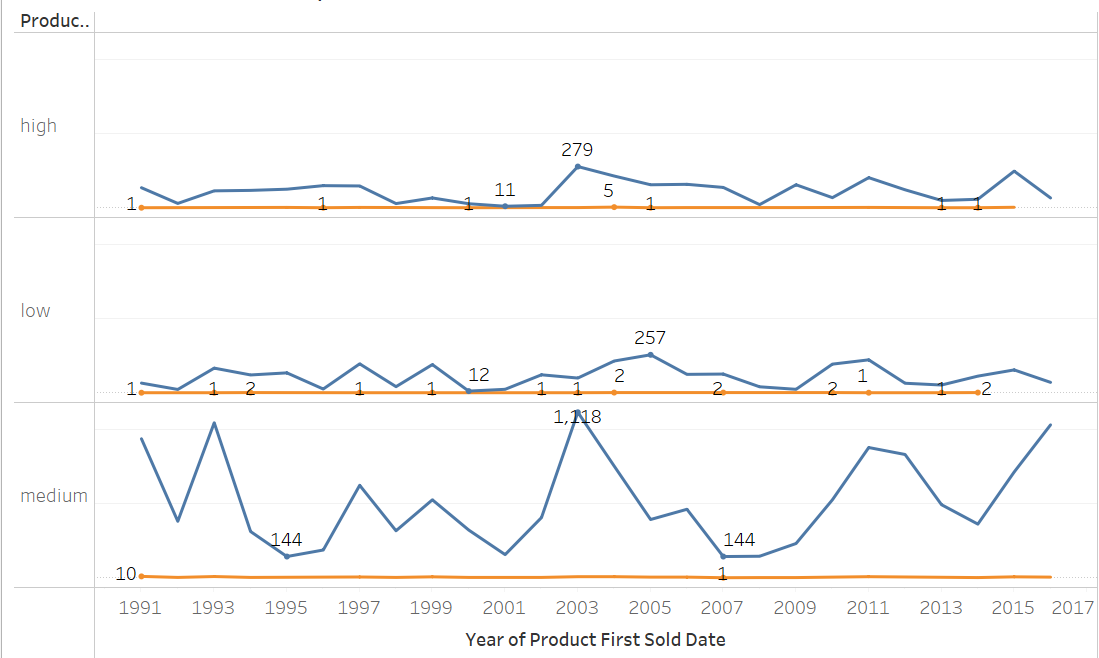 Produc..
high
279
11
5
1 1 1 1 1 1
low
257
12 2 1
1 1 2 1 1 1 1 2 2 1 2
medium
1,118
144 144
10 1
1991 1993 1995 1997 1999 2001 2003 2005 2007 2009 2011 2013 2015 2017
Year of Product First Sold Date